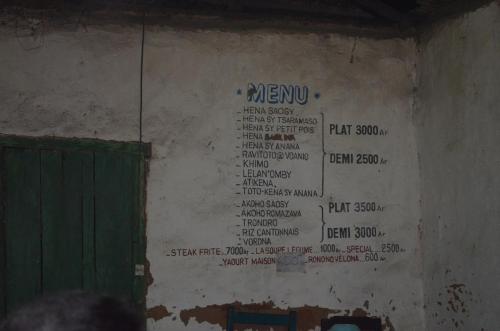 MENU
- HENA SAOSY
- HENA SY TSARAMASO
- HENA SY PETIT POIS
- HENA
- HENA SY ANANA
- RAVITOTO@VOANIO
- KHIMO
- LELAN'OMBY
- ATIKENA
- TOTO-KENA SY ANANA
PLAT 3000 Ar
DEMI 2500 Ar
- AKOHO SAOSY
- AKOHO ROMAZAVA
- TRONDRO
- RIZ CANTONNAIS
- VORONA
PLAT 3500 Ar
DEMI 3000 Ar
- STEAK FRITE.. 7000 Ar - LA SOUPE LEGUME... 1000 Ar - SPECIAL... 2500 Ar
- YAOURT MAISON - RONONO VELONA.. 600 Ar